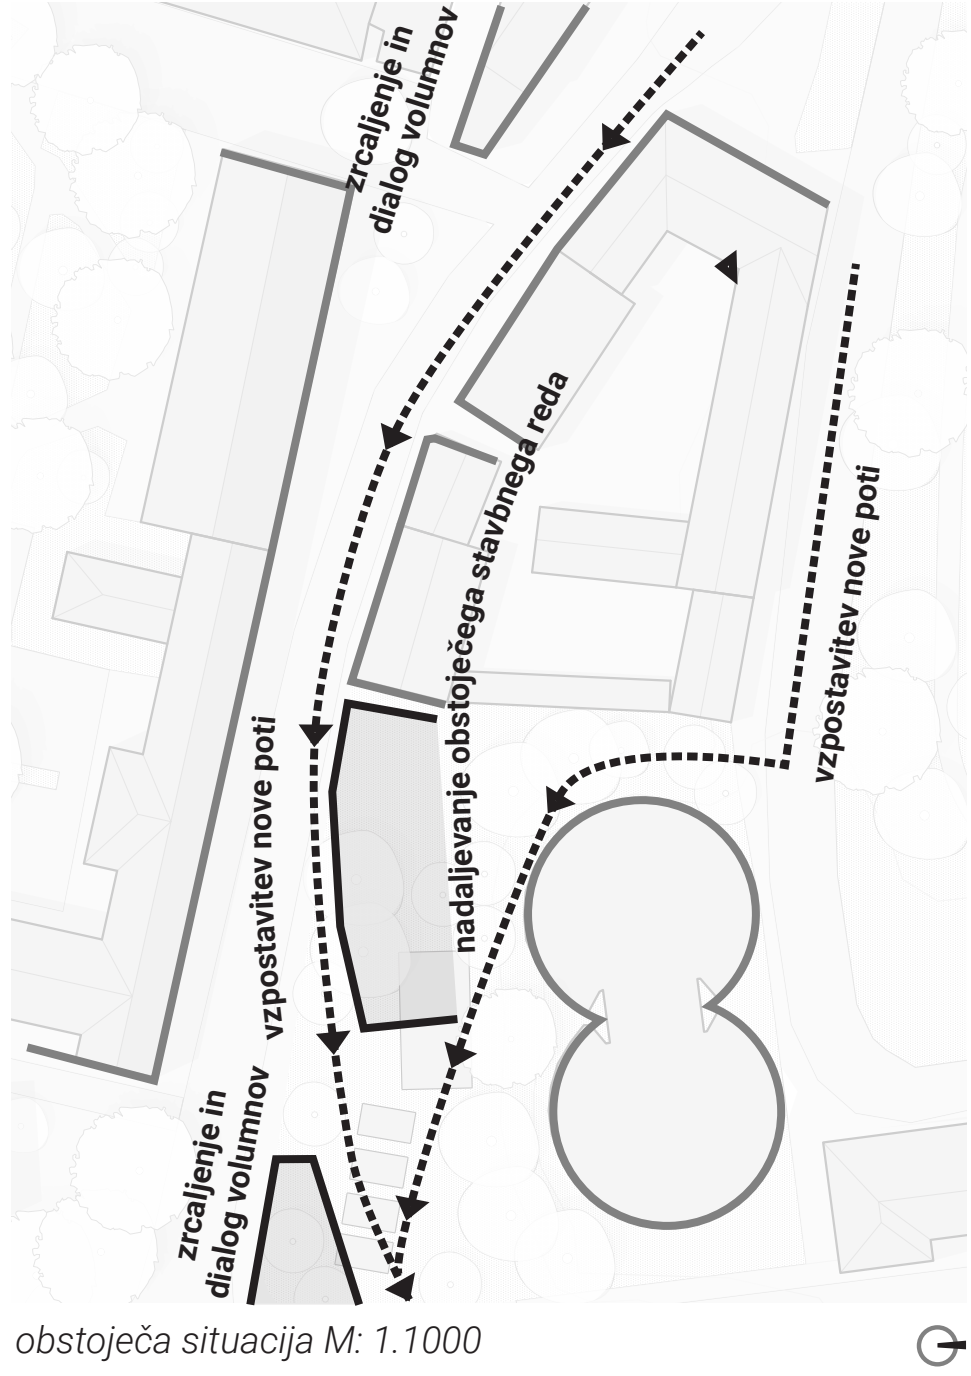 zrcaljenje in
dialog volumnov
nadaljevanje obstoječega stavbnega reda
vzpostavitev nove poti
vzpostavitev nove poti
zrcaljenje in
dialog volumnov
obstoječa situacija M: 1.1000